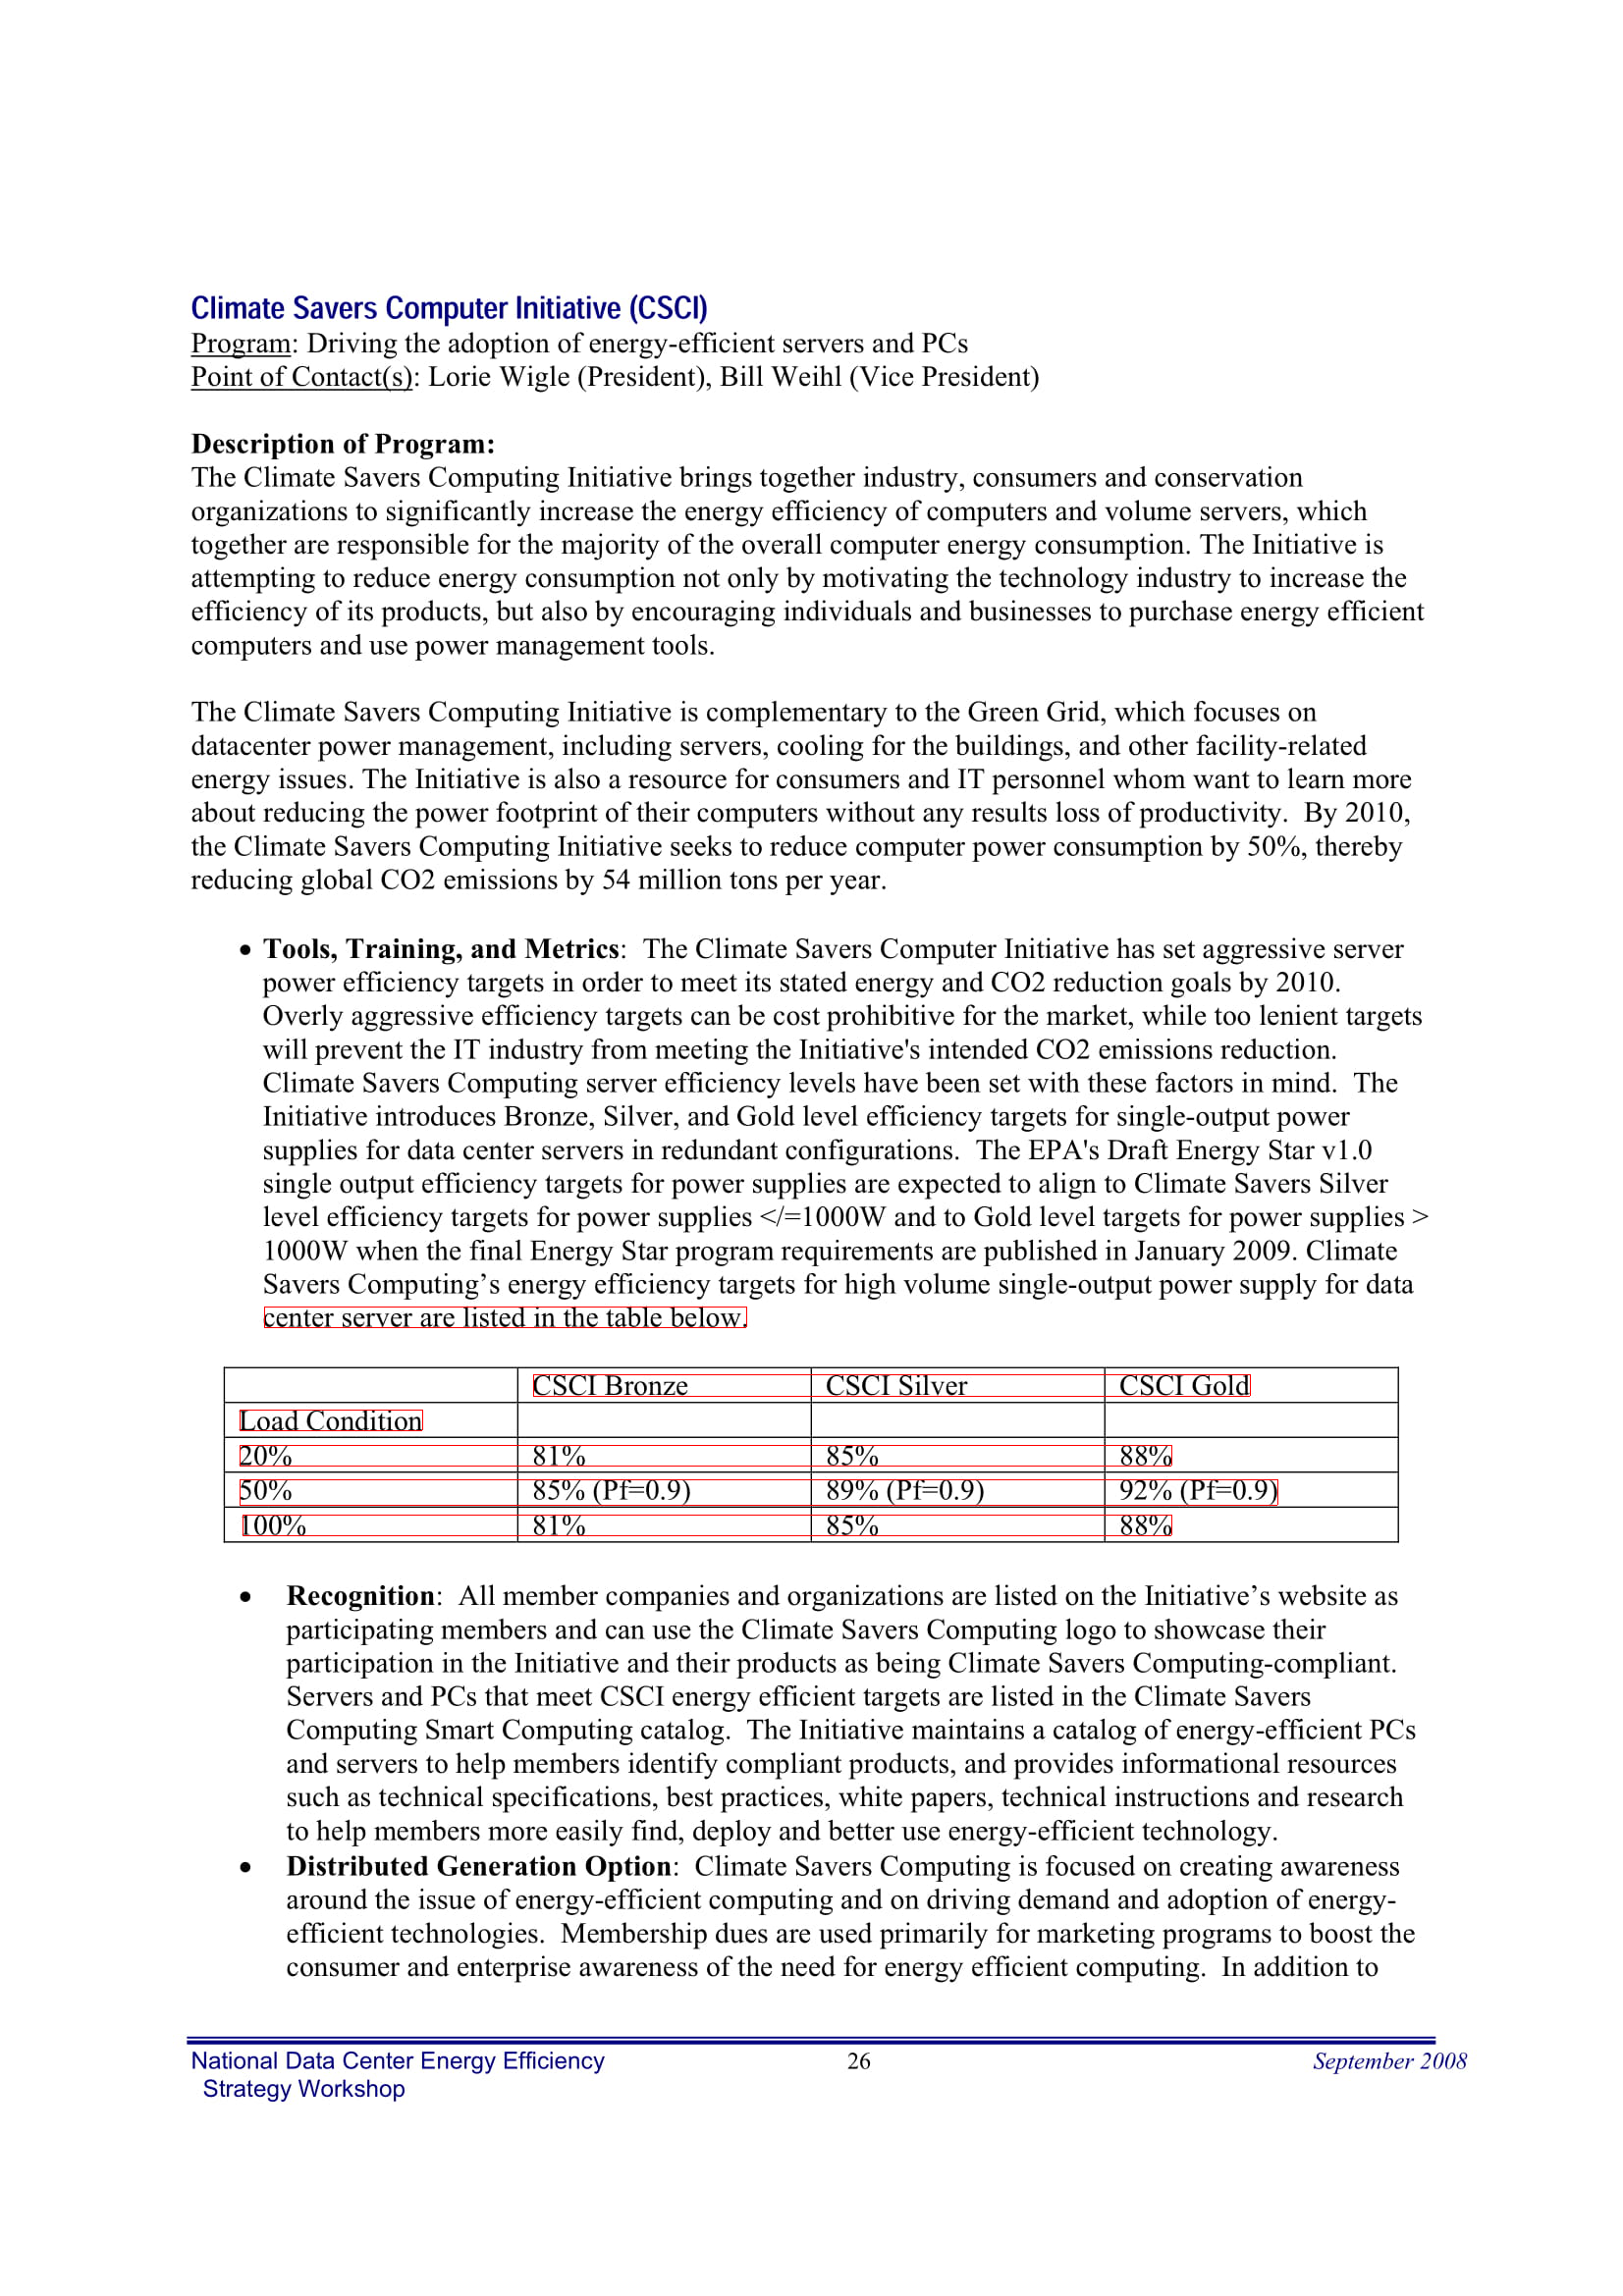 Climate Savers Computer Initiative (CSCI)
Program: Driving the adoption of energy-efficient servers and PCs
Point of Contact(s): Lorie Wigle (President), Bill Weihl (Vice President)
Description of Program:
The Climate Savers Computing Initiative brings together industry, consumers and conservation
organizations to significantly increase the energy efficiency of computers and volume servers, which
together are responsible for the majority of the overall computer energy consumption. The Initiative is
attempting to reduce energy consumption not only by motivating the technology industry to increase the
efficiency of its products, but also by encouraging individuals and businesses to purchase energy efficient
computers and use power management tools.
The Climate Savers Computing Initiative is complementary to the Green Grid, which focuses on
datacenter power management, including servers, cooling for the buildings, and other facility-related
energy issues. The Initiative is also a resource for consumers and IT personnel whom want to learn more
about reducing the power footprint of their computers without any results loss of productivity.  By 2010,
the Climate Savers Computing Initiative seeks to reduce computer power consumption by 50%, thereby
reducing global CO2 emissions by 54 million tons per year.
• Tools, Training, and Metrics:  The Climate Savers Computer Initiative has set aggressive server
power efficiency targets in order to meet its stated energy and CO2 reduction goals by 2010.
Overly aggressive efficiency targets can be cost prohibitive for the market, while too lenient targets
will prevent the IT industry from meeting the Initiative's intended CO2 emissions reduction.
Climate Savers Computing server efficiency levels have been set with these factors in mind.  The
Initiative introduces Bronze, Silver, and Gold level efficiency targets for single-output power
supplies for data center servers in redundant configurations.  The EPA's Draft Energy Star v1.0
single output efficiency targets for power supplies are expected to align to Climate Savers Silver
level efficiency targets for power supplies </=1000W and to Gold level targets for power supplies >
1000W when the final Energy Star program requirements are published in January 2009. Climate
Savers Computing’s energy efficiency targets for high volume single-output power supply for data
center server are listed in the table below.
CSCI Bronze CSCI Silver CSCI Gold
Load Condition
20% 81% 85% 88%
50% 85% (Pf=0.9) 89% (Pf=0.9) 92% (Pf=0.9)
100% 81% 85% 88%
• Recognition:  All member companies and organizations are listed on the Initiative’s website as
participating members and can use the Climate Savers Computing logo to showcase their
participation in the Initiative and their products as being Climate Savers Computing-compliant.
Servers and PCs that meet CSCI energy efficient targets are listed in the Climate Savers
Computing Smart Computing catalog.  The Initiative maintains a catalog of energy-efficient PCs
and servers to help members identify compliant products, and provides informational resources
such as technical specifications, best practices, white papers, technical instructions and research
to help members more easily find, deploy and better use energy-efficient technology.
• Distributed Generation Option:  Climate Savers Computing is focused on creating awareness
around the issue of energy-efficient computing and on driving demand and adoption of energy-
efficient technologies.  Membership dues are used primarily for marketing programs to boost the
consumer and enterprise awareness of the need for energy efficient computing.  In addition to
National Data Center Energy Efficiency 26 September 2008
Strategy Workshop